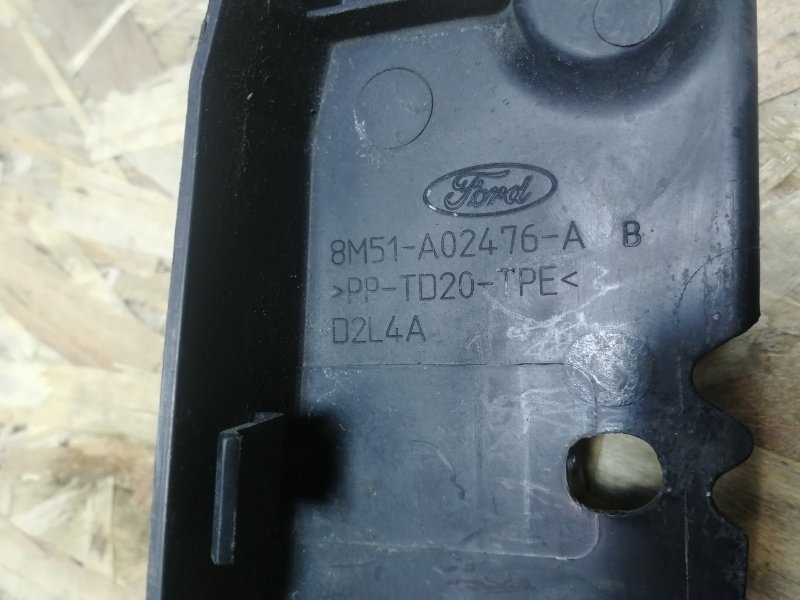 Ford
8M51-A02476-A B
>PP-TD20-TPE<
D2L4A